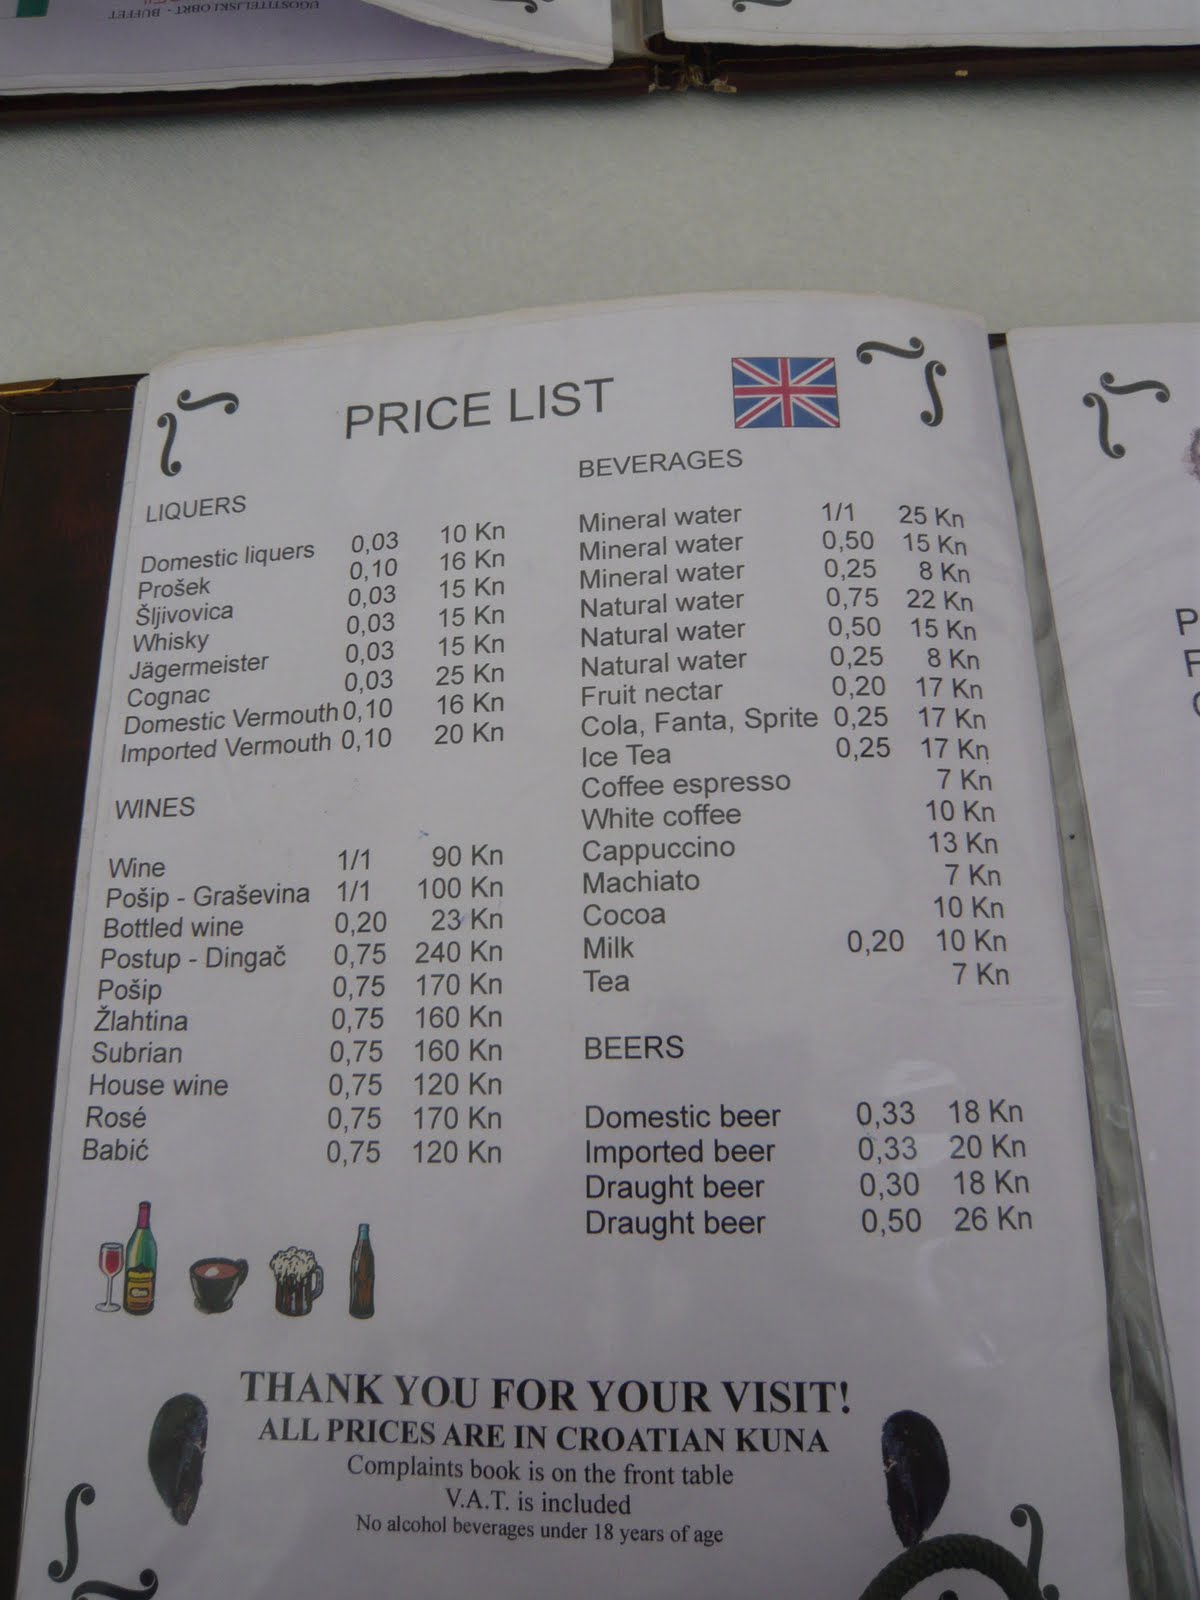 UGOSTITELJSKI OBRT - BUFFET
PRICE LIST
LIQUERS
Domestic liquers 0,03 10 Kn
Prošek 0,10 16 Kn
Šljivovica 0,03 15 Kn
Whisky 0,03 15 Kn
Jägermeister 0,03 15 Kn
Cognac 0,03 25 Kn
Domestic Vermouth 0,10 16 Kn
Imported Vermouth 0,10 20 Kn
WINES
Wine 1/1 90 Kn
Pošip - Graševina 1/1 100 Kn
Bottled wine 0,20 23 Kn
Postup - Dingač 0,75 240 Kn
Pošip 0,75 170 Kn
Žlahtina 0,75 160 Kn
Subrian 0,75 160 Kn
House wine 0,75 120 Kn
Rosé 0,75 170 Kn
Babić 0,75 120 Kn
BEVERAGES
Mineral water 1/1 25 Kn
Mineral water 0,50 15 Kn
Mineral water 0,25 8 Kn
Natural water 0,75 22 Kn
Natural water 0,50 15 Kn
Natural water 0,25 8 Kn
Fruit nectar 0,20 17 Kn
Cola, Fanta, Sprite 0,25 17 Kn
Ice Tea 0,25 17 Kn
Coffee espresso 7 Kn
White coffee 10 Kn
Cappuccino 13 Kn
Machiato 7 Kn
Cocoa 10 Kn
Milk 0,20 10 Kn
Tea 7 Kn
BEERS
Domestic beer 0,33 18 Kn
Imported beer 0,33 20 Kn
Draught beer 0,30 18 Kn
Draught beer 0,50 26 Kn
THANK YOU FOR YOUR VISIT!
ALL PRICES ARE IN CROATIAN KUNA
Complaints book is on the front table
V.A.T. is included
No alcohol beverages under 18 years of age